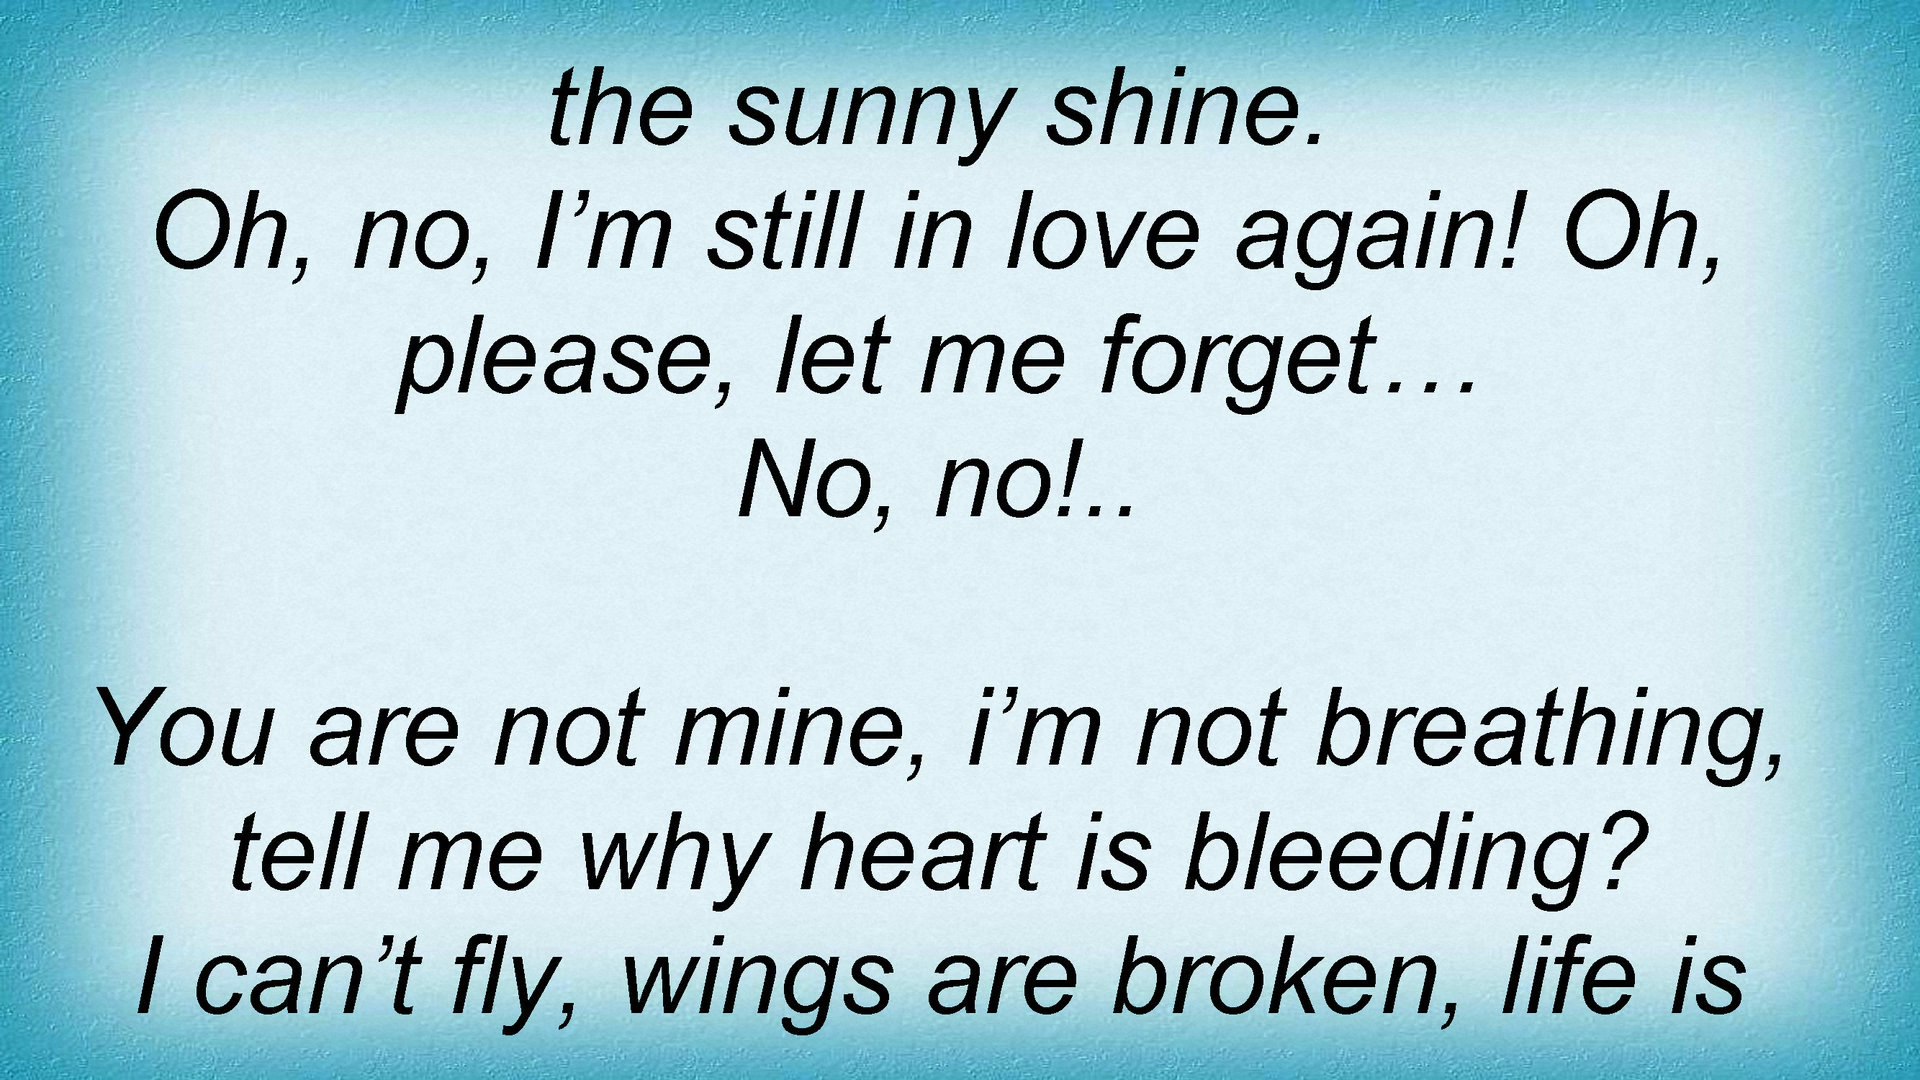 the sunny shine.
Oh, no, I’m still in love again! Oh,
please, let me forget…
No, no!..
You are not mine, i’m not breathing,
tell me why heart is bleeding?
I can’t fly, wings are broken, life is